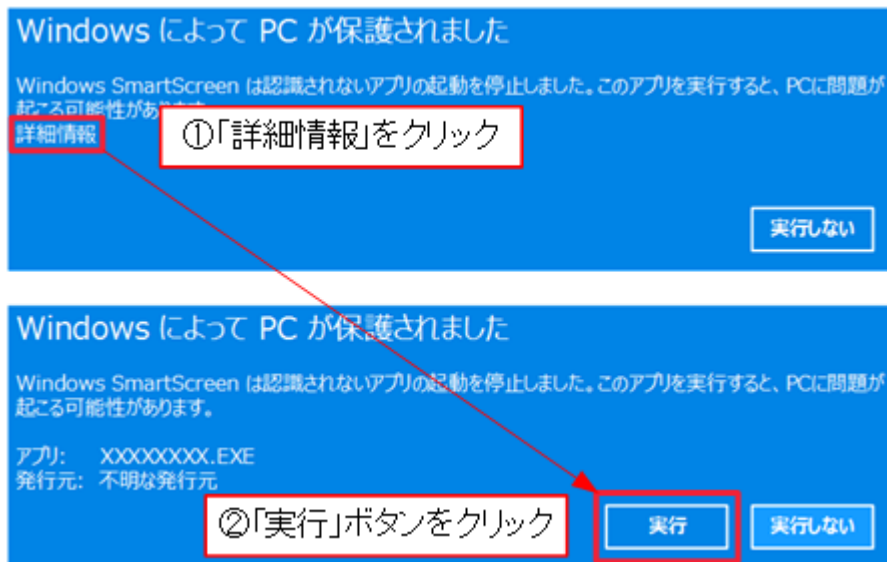 Windows によって PC が保護されました
Windows SmartScreen は認識されないアプリの起動を停止しました。このアプリを実行すると、PCに問題が
起こる可能性があります。
詳細情報
①「詳細情報」をクリック
実行しない
Windows によって PC が保護されました
Windows SmartScreen は認識されないアプリの起動を停止しました。このアプリを実行すると、PCに問題が
起こる可能性があります。
アプリ: XXXXXXXX.EXE
発行元: 不明な発行元
②「実行」ボタンをクリック
実行
実行しない